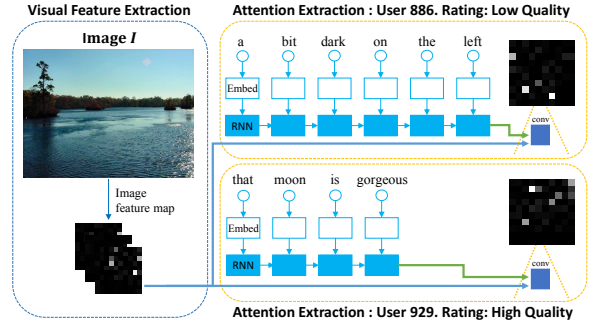 Visual Feature Extraction
Image I
Image
feature map
Attention Extraction : User 886. Rating: Low Quality
a bit dark on the left
Embed
RNN
conv
that moon is gorgeous
Embed
RNN
conv
Attention Extraction : User 929. Rating: High Quality